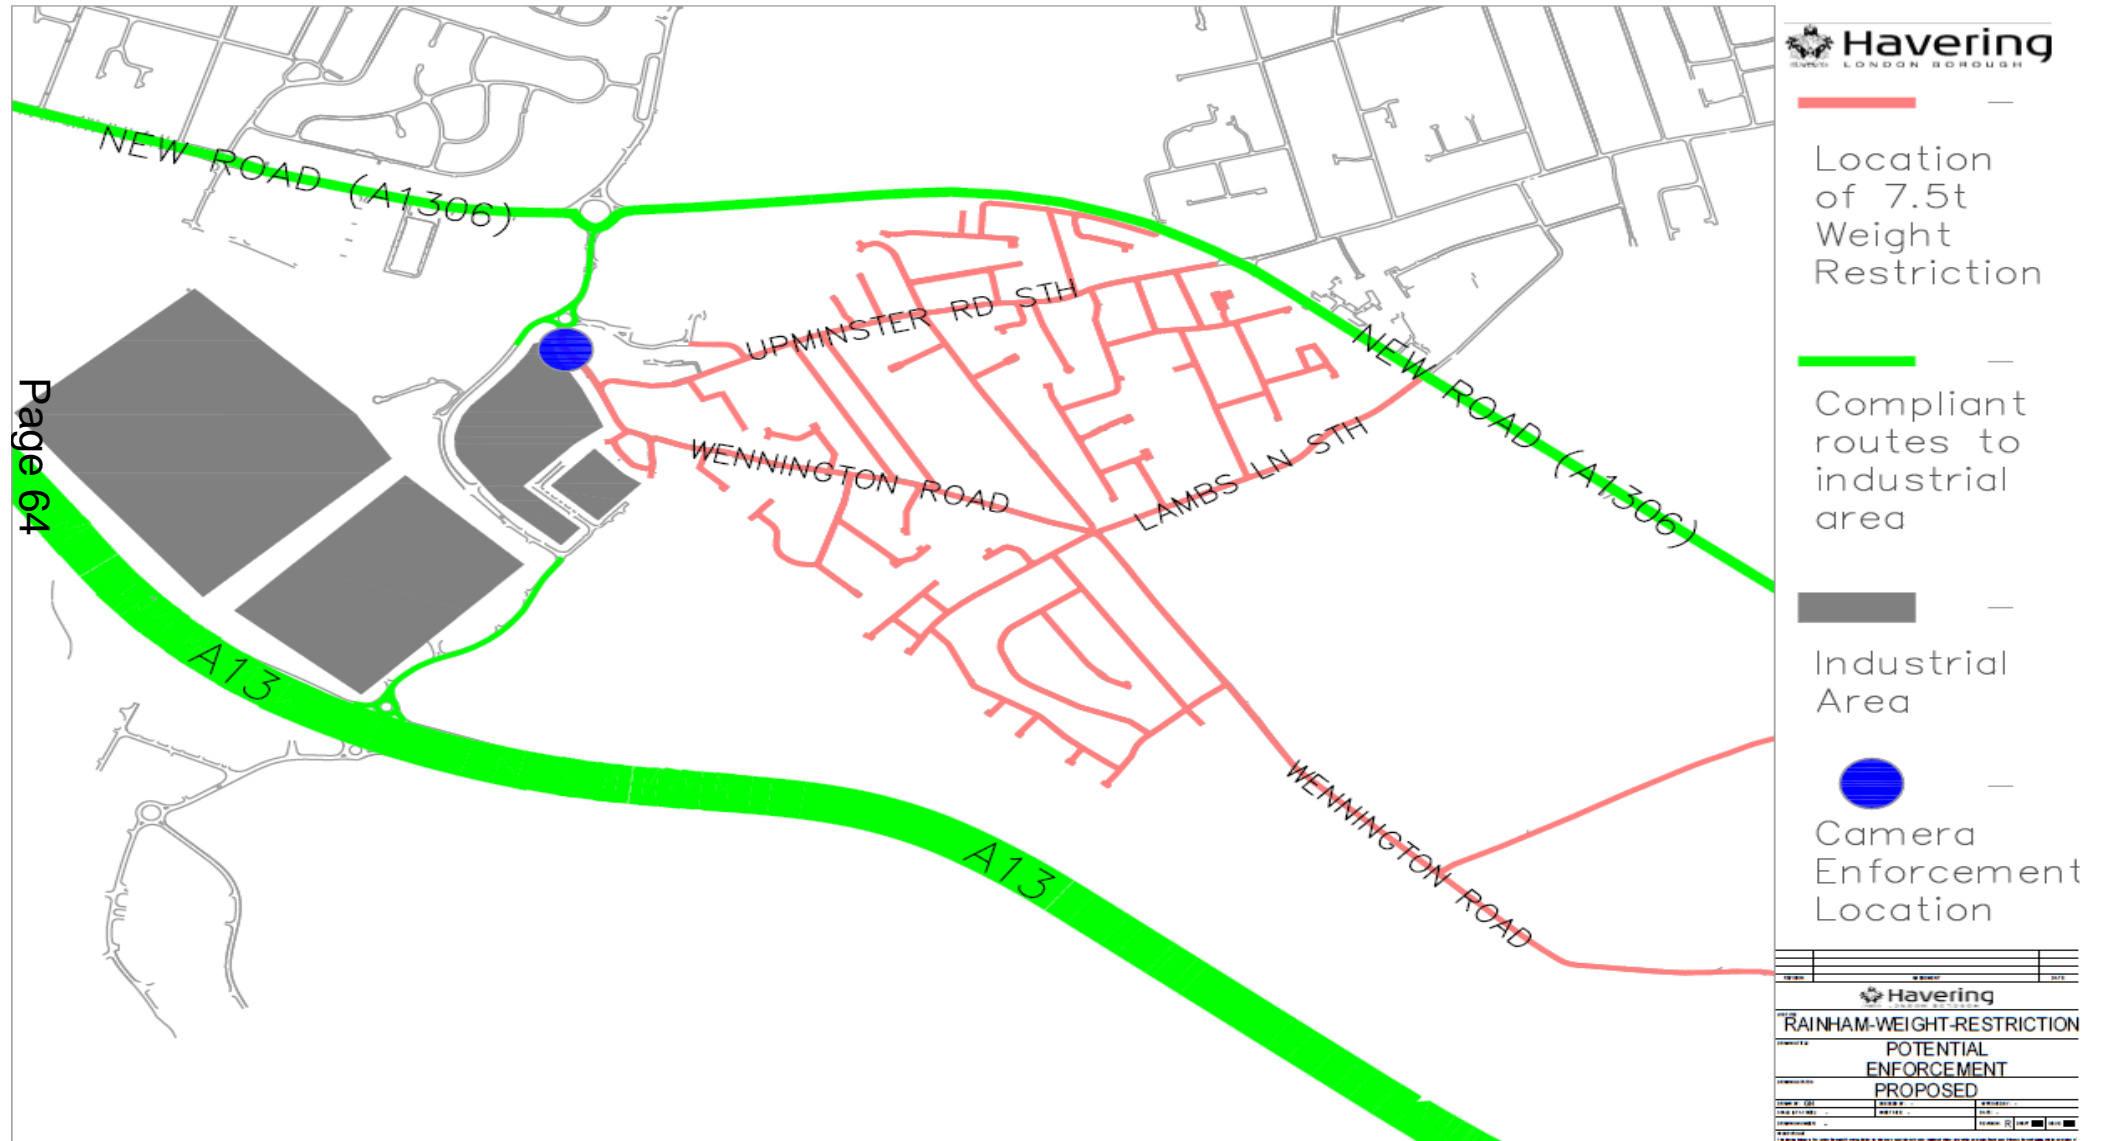 NEW ROAD (A1306)
UPMINSTER RD STH
WENNINGTON ROAD
LAMBS LN STH
NEW ROAD (A1306)
Page 64
A13
A13
WENNINGTON ROAD
Havering
LONDON BOROUGH
Location
of 7.5t
Weight
Restriction
Compliant
routes to
industrial
area
Industrial
Area
Camera
Enforcement
Location
Havering
LONDON BOROUGH
RAINHAM-WEIGHT-RESTRICTION
POTENTIAL
ENFORCEMENT
PROPOSED